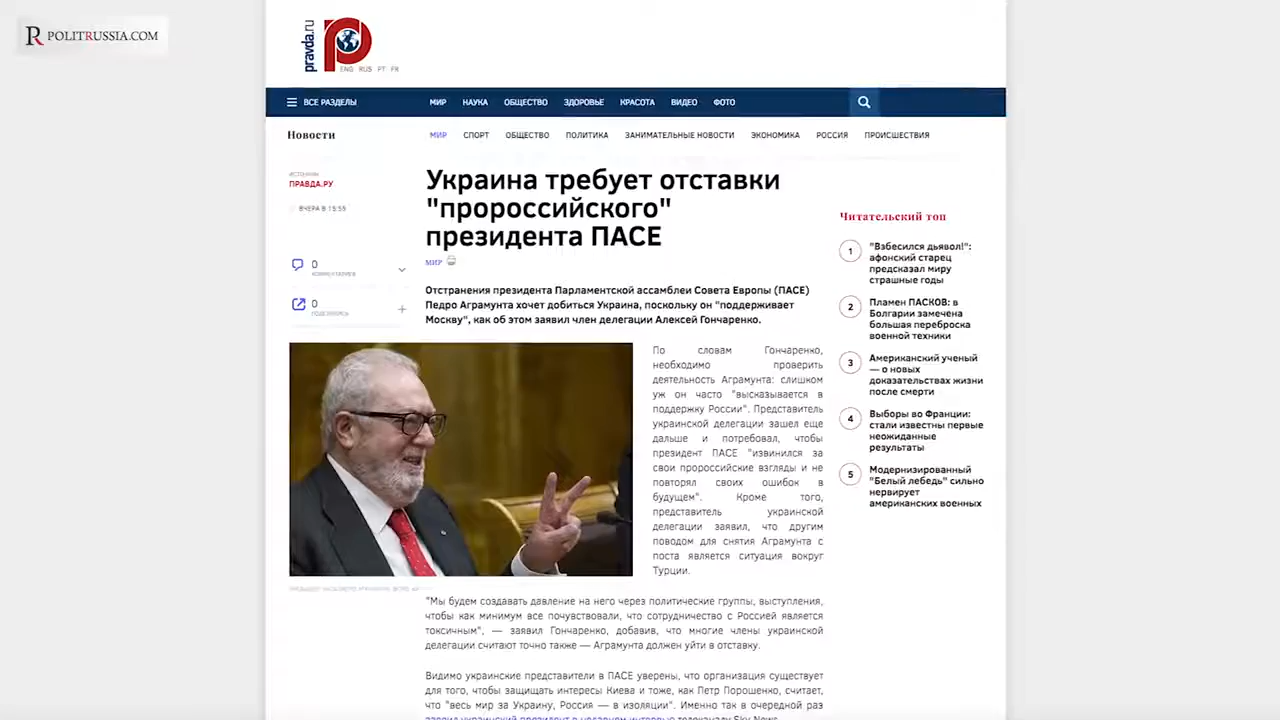 POLITRUSSIA.COM
pravda.ru
ENG RUS PT FR
ВСЕ РАЗДЕЛЫ
МИР НАУКА ОБЩЕСТВО ЗДОРОВЬЕ КРАСОТА ВИДЕО ФОТО
Новости
МИР СПОРТ ОБЩЕСТВО ПОЛИТИКА ЗАНИМАТЕЛЬНЫЕ НОВОСТИ ЭКОНОМИКА РОССИЯ ПРОИСШЕСТВИЯ
ИСТОЧНИК
ПРАВДА.РУ
ВЧЕРА В 15:55
0
КОММЕНТАРИЕВ
0
ПОДЕЛИЛИСЬ
Украина требует отставки
"пророссийского"
президента ПАСЕ
МИР
Отстранения президента Парламентской ассамблеи Совета Европы (ПАСЕ)
Педро Аграмунта хочет добиться Украина, поскольку он "поддерживает
Москву", как об этом заявил член делегации Алексей Гончаренко.
По словам Гончаренко,
необходимо проверить
деятельность Аграмунта: слишком
уж он часто "высказывается в
поддержку России". Представитель
украинской делегации зашел еще
дальше и потребовал, чтобы
президент ПАСЕ "извинился за
свои пророссийские взгляды и не
повторял своих ошибок в
будущем". Кроме того,
представитель украинской
делегации заявил, что другим
поводом для снятия Аграмунта с
поста является ситуация вокруг
Турции.
"Мы будем создавать давление на него через политические группы, выступления,
чтобы как минимум все почувствовали, что сотрудничество с Россией является
токсичным", — заявил Гончаренко, добавив, что многие члены украинской
делегации считают точно также — Аграмунта должен уйти в отставку.
Видимо украинские представители в ПАСЕ уверены, что организация существует
для того, чтобы защищать интересы Киева и тоже, как Петр Порошенко, считает,
что "весь мир за Украину, Россия — в изоляции". Именно так в очередной раз
заявил украинский президент в недавнем интервью телеканалу Sky News
Читательский топ
1
"Взбесился дьявол!":
афонский старец
предсказал миру
страшные годы
2
Пламен ПАСКОВ: в
Болгарии замечена
большая переброска
военной техники
3
Американский ученый
— о новых
доказательствах жизни
после смерти
4
Выборы во Франции:
стали известны первые
неожиданные
результаты
5
Модернизированный
"Белый лебедь" сильно
нервирует
американских военных